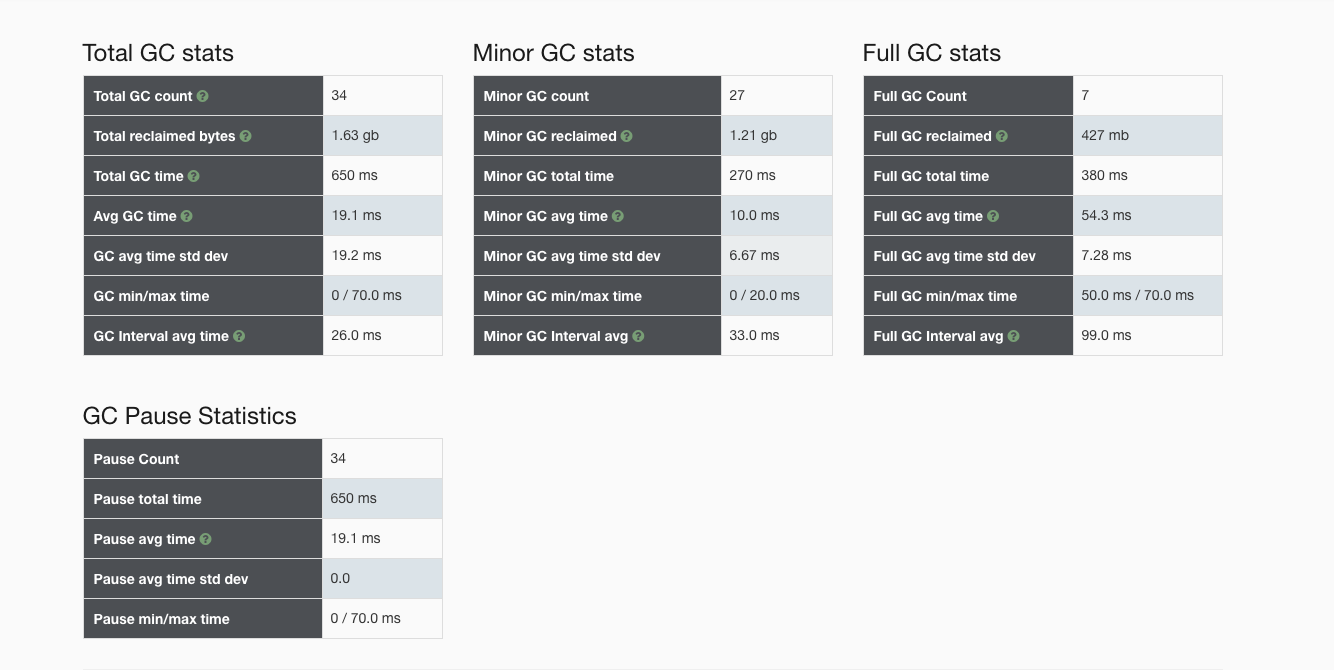 Total GC stats
Total GC count 34
Total reclaimed bytes 1.63 gb
Total GC time 650 ms
Avg GC time 19.1 ms
GC avg time std dev 19.2 ms
GC min/max time 0 / 70.0 ms
GC Interval avg time 26.0 ms
Minor GC stats
Minor GC count 27
Minor GC reclaimed 1.21 gb
Minor GC total time 270 ms
Minor GC avg time 10.0 ms
Minor GC avg time std dev 6.67 ms
Minor GC min/max time 0 / 20.0 ms
Minor GC Interval avg 33.0 ms
Full GC stats
Full GC Count 7
Full GC reclaimed 427 mb
Full GC total time 380 ms
Full GC avg time 54.3 ms
Full GC avg time std dev 7.28 ms
Full GC min/max time 50.0 ms / 70.0 ms
Full GC Interval avg 99.0 ms
GC Pause Statistics
Pause Count 34
Pause total time 650 ms
Pause avg time 19.1 ms
Pause avg time std dev 0.0
Pause min/max time 0 / 70.0 ms